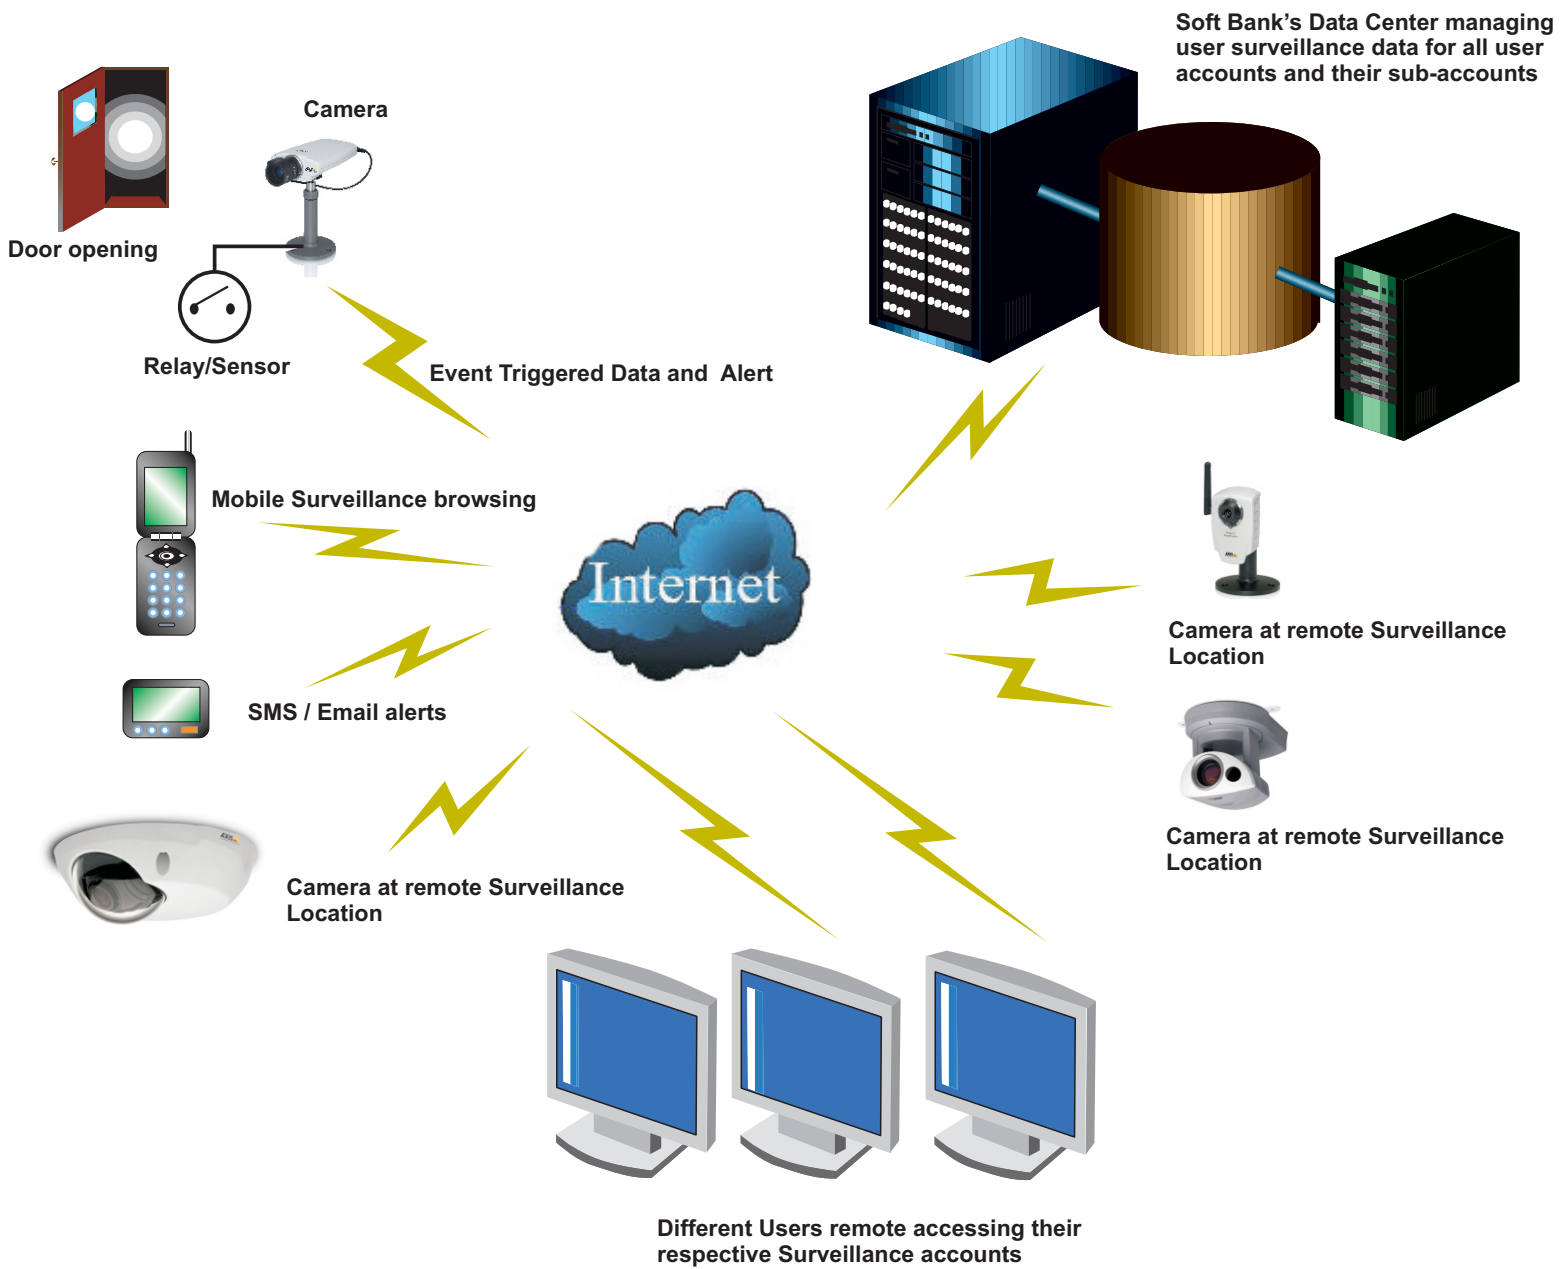 Soft Bank's Data Center managing
user surveillance data for all user
accounts and their sub-accounts
Camera
Door opening
Relay/Sensor
Event Triggered Data and Alert
Mobile Surveillance browsing
Internet
Camera at remote Surveillance
Location
SMS / Email alerts
Camera at remote Surveillance
Location
Camera at remote Surveillance
Location
Different Users remote accessing their
respective Surveillance accounts